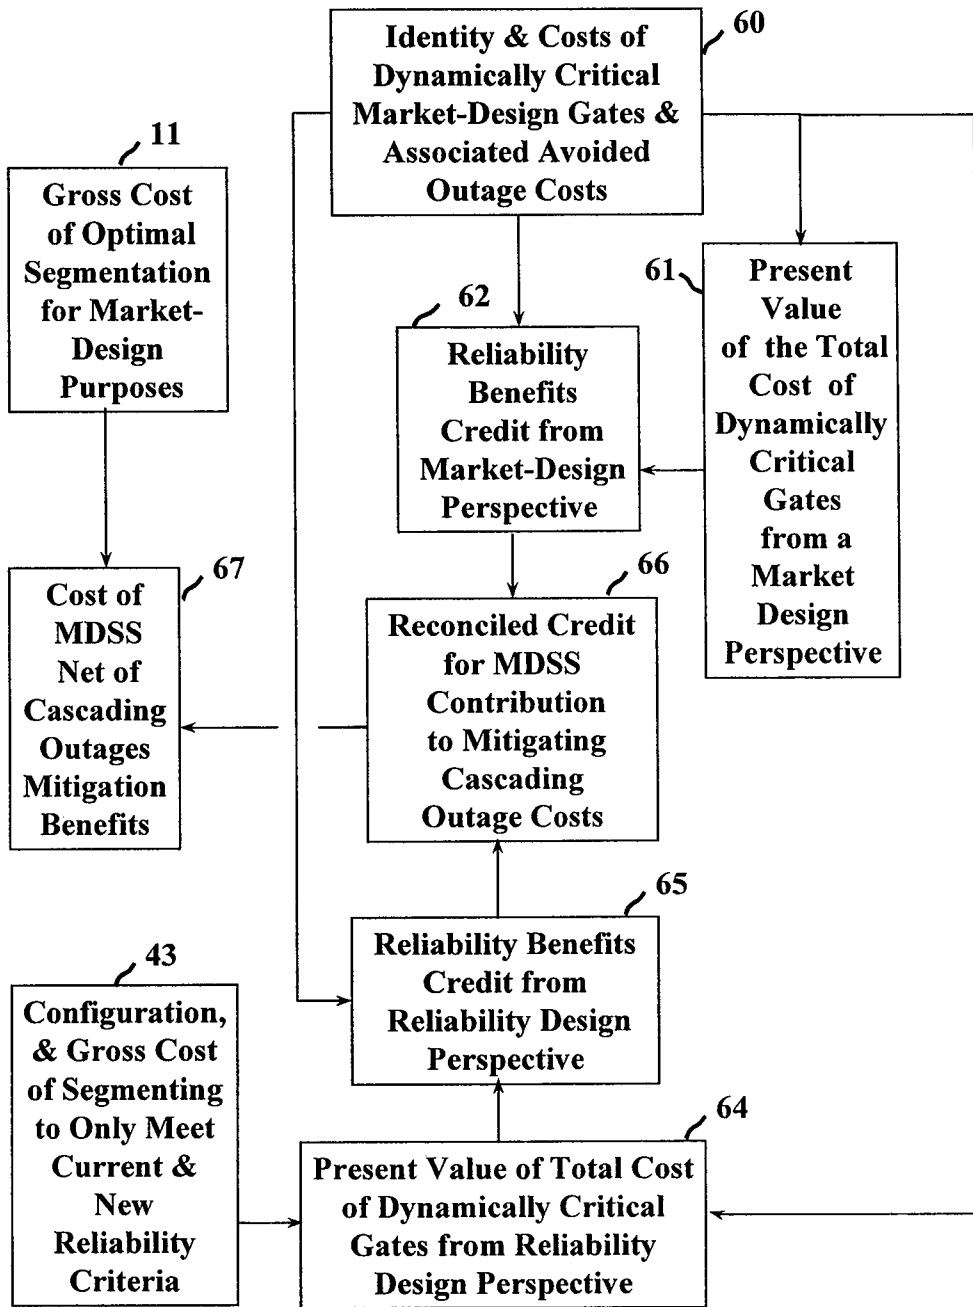 60
Identity & Costs of
Dynamically Critical
Market-Design Gates &
Associated Avoided
Outage Costs
11
Gross Cost
of Optimal
Segmentation
for Market-
Design
Purposes
61
Present
Value
of the Total
Cost of
Dynamically
Critical
Gates
from a
Market
Design
Perspective
62
Reliability
Benefits
Credit from
Market-Design
Perspective
67
Cost of
MDSS
Net of
Cascading
Outages
Mitigation
Benefits
66
Reconciled Credit
for MDSS
Contribution
to Mitigating
Cascading
Outage Costs
65
Reliability Benefits
Credit from
Reliability Design
Perspective
43
Configuration,
& Gross Cost
of Segmenting
to Only Meet
Current &
New
Reliability
Criteria
64
Present Value of Total Cost
of Dynamically Critical
Gates from Reliability
Design Perspective